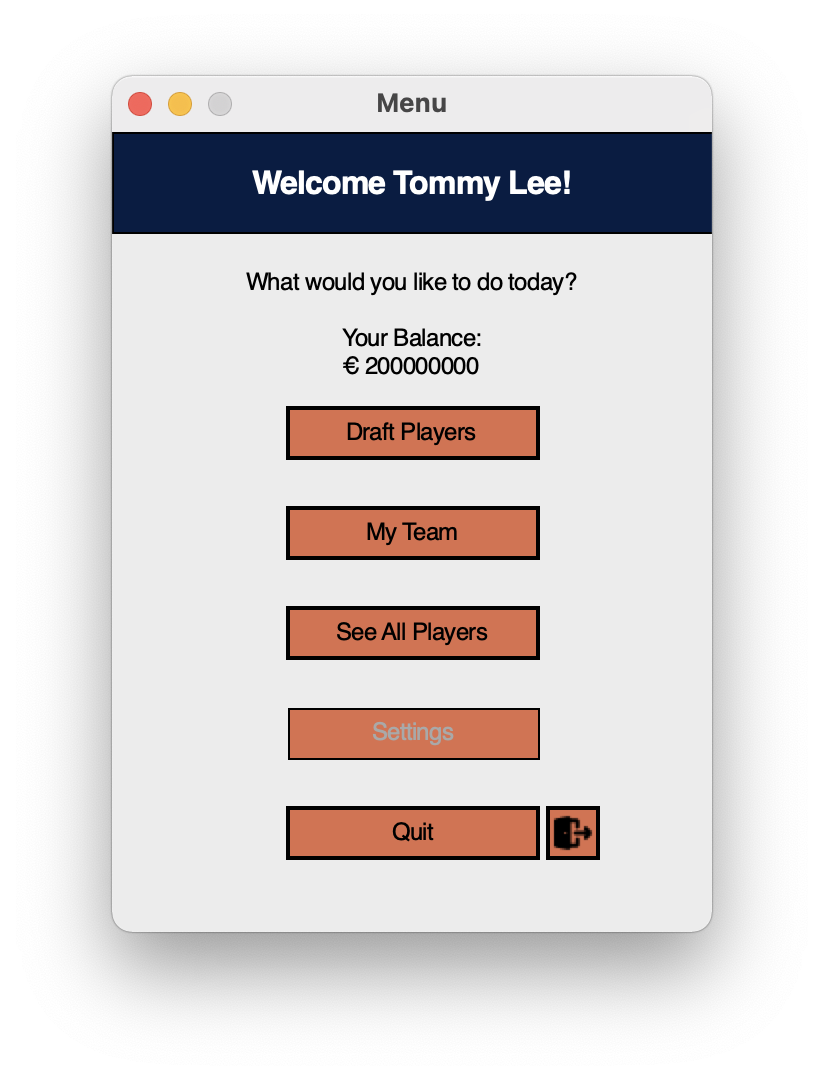 Menu
Welcome Tommy Lee!
What would you like to do today?
Your Balance:
€ 200000000
Draft Players
My Team
See All Players
Settings
Quit